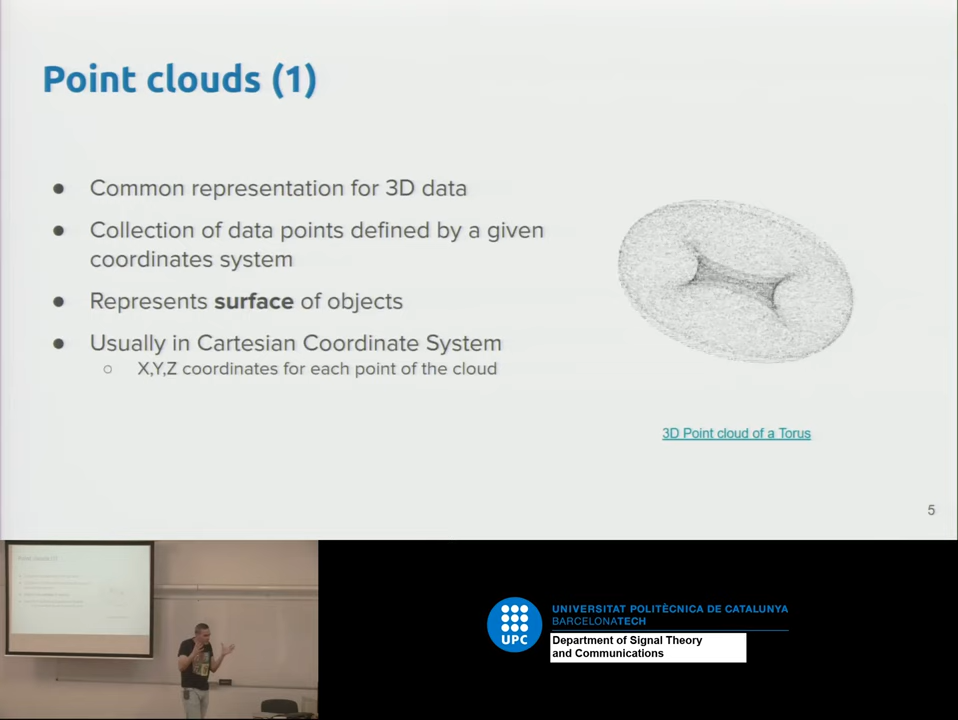 Point clouds (1)
● Common representation for 3D data
● Collection of data points defined by a given
coordinates system
● Represents surface of objects
● Usually in Cartesian Coordinate System
○ X,Y,Z coordinates for each point of the cloud
3D Point cloud of a Torus
5
UPC
UNIVERSITAT POLITÈCNICA DE CATALUNYA
BARCELONATECH
Department of Signal Theory
and Communications